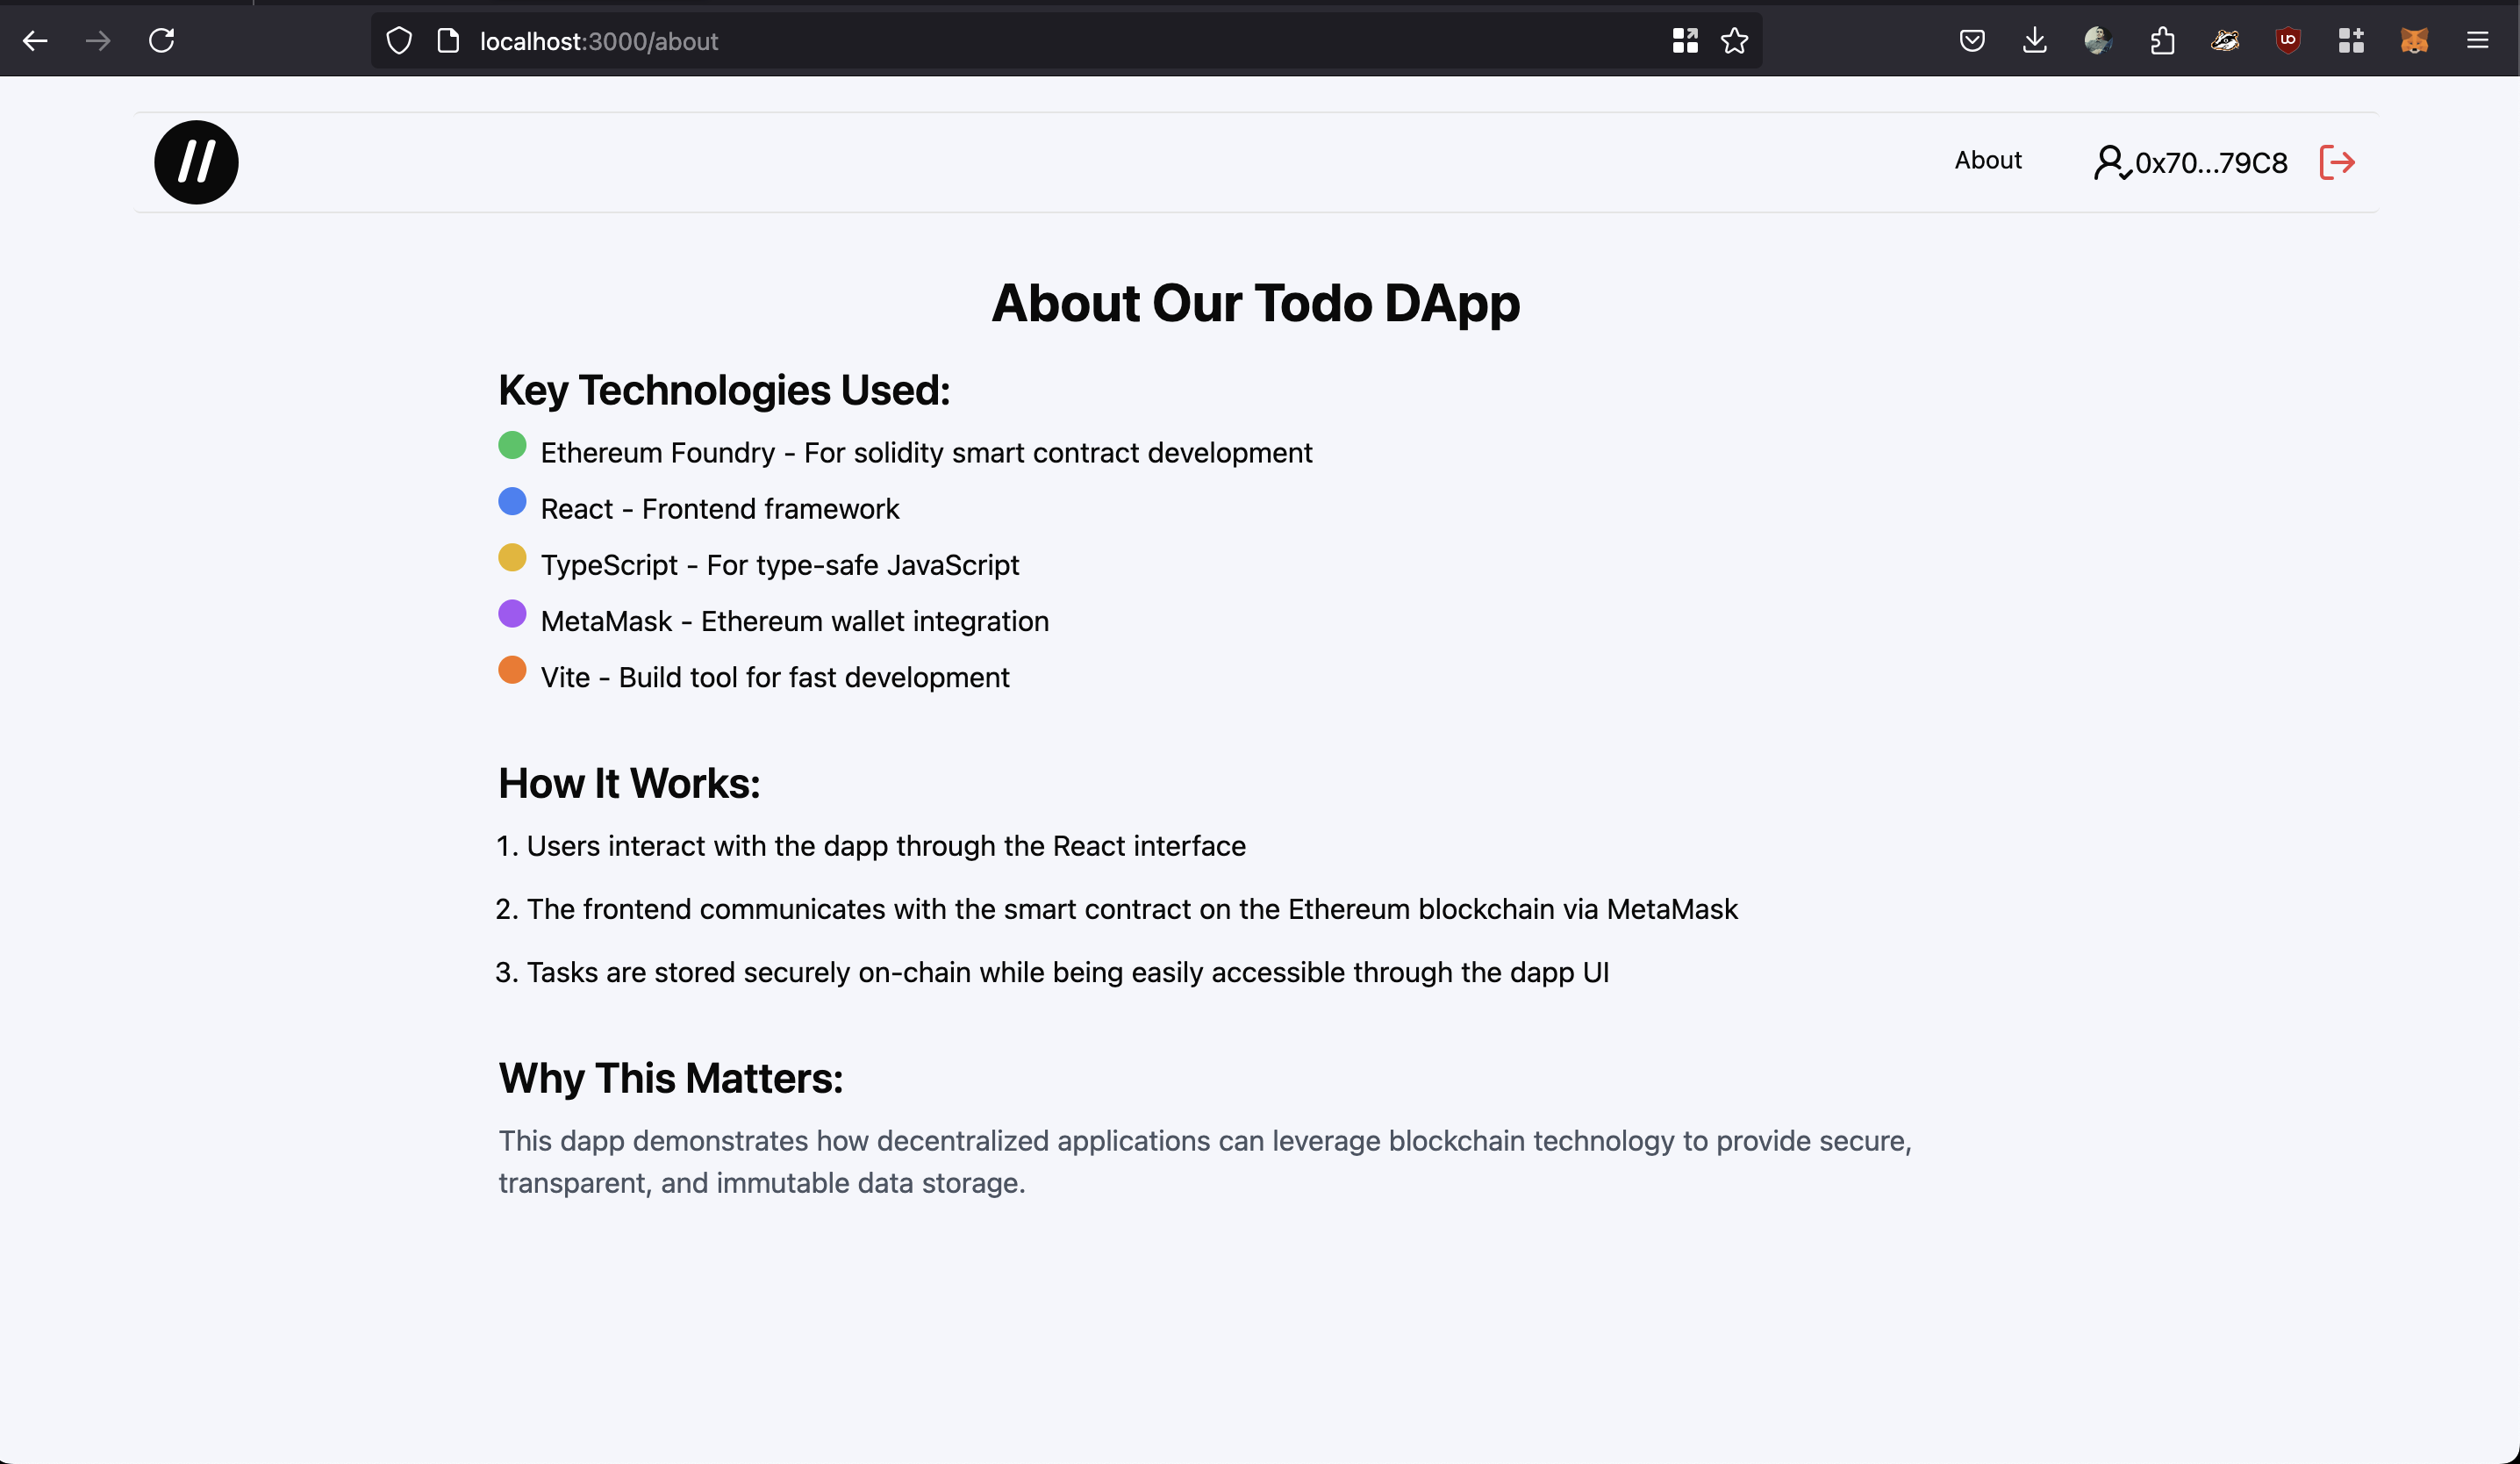 localhost:3000/about
//
About
0x70...79C8
About Our Todo DApp
Key Technologies Used:
Ethereum Foundry - For solidity smart contract development
React - Frontend framework
TypeScript - For type-safe JavaScript
MetaMask - Ethereum wallet integration
Vite - Build tool for fast development
How It Works:
1. Users interact with the dapp through the React interface
2. The frontend communicates with the smart contract on the Ethereum blockchain via MetaMask
3. Tasks are stored securely on-chain while being easily accessible through the dapp UI
Why This Matters:
This dapp demonstrates how decentralized applications can leverage blockchain technology to provide secure,
transparent, and immutable data storage.